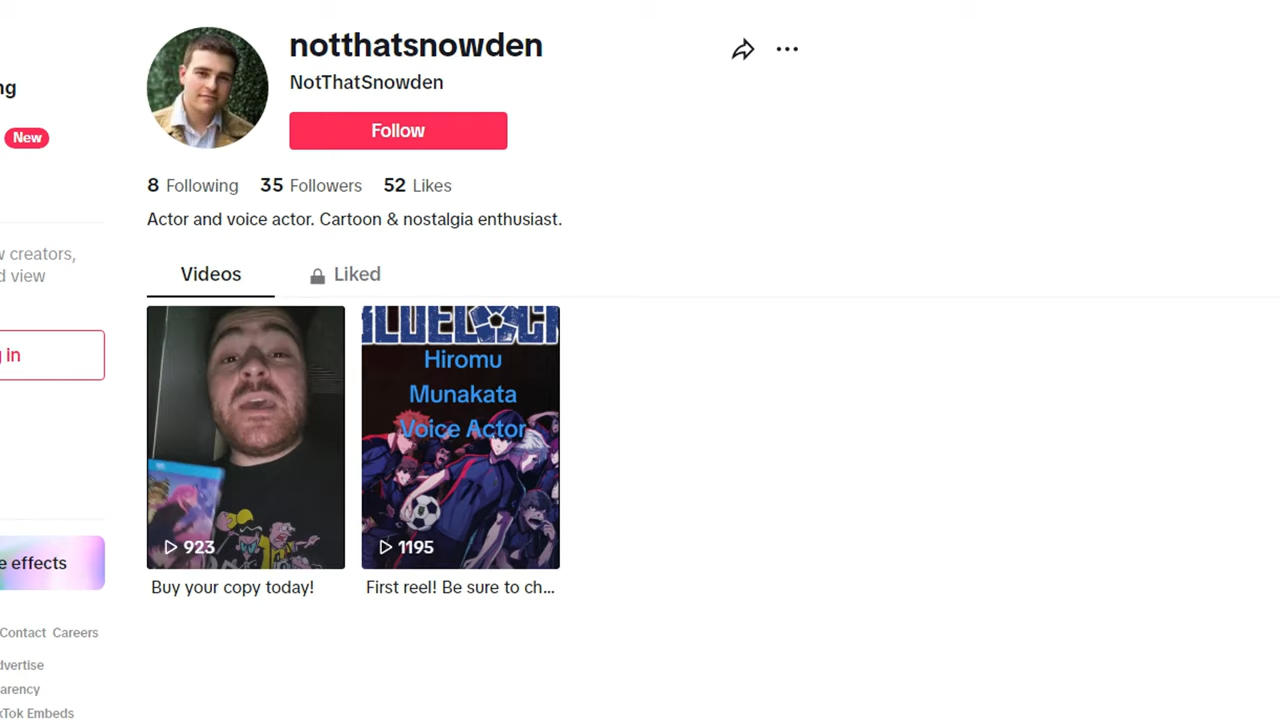 notthatsnowden
NotThatSnowden
Follow
8 Following 35 Followers 52 Likes
Actor and voice actor. Cartoon & nostalgia enthusiast.
Videos Liked
Hiromu
Munakata
Voice Actor
923
1195
Buy your copy today!
First reel! Be sure to ch...
g
New
w creators,
d view
g in
e effects
Contact Careers
dvertise
arency
kTok Embeds